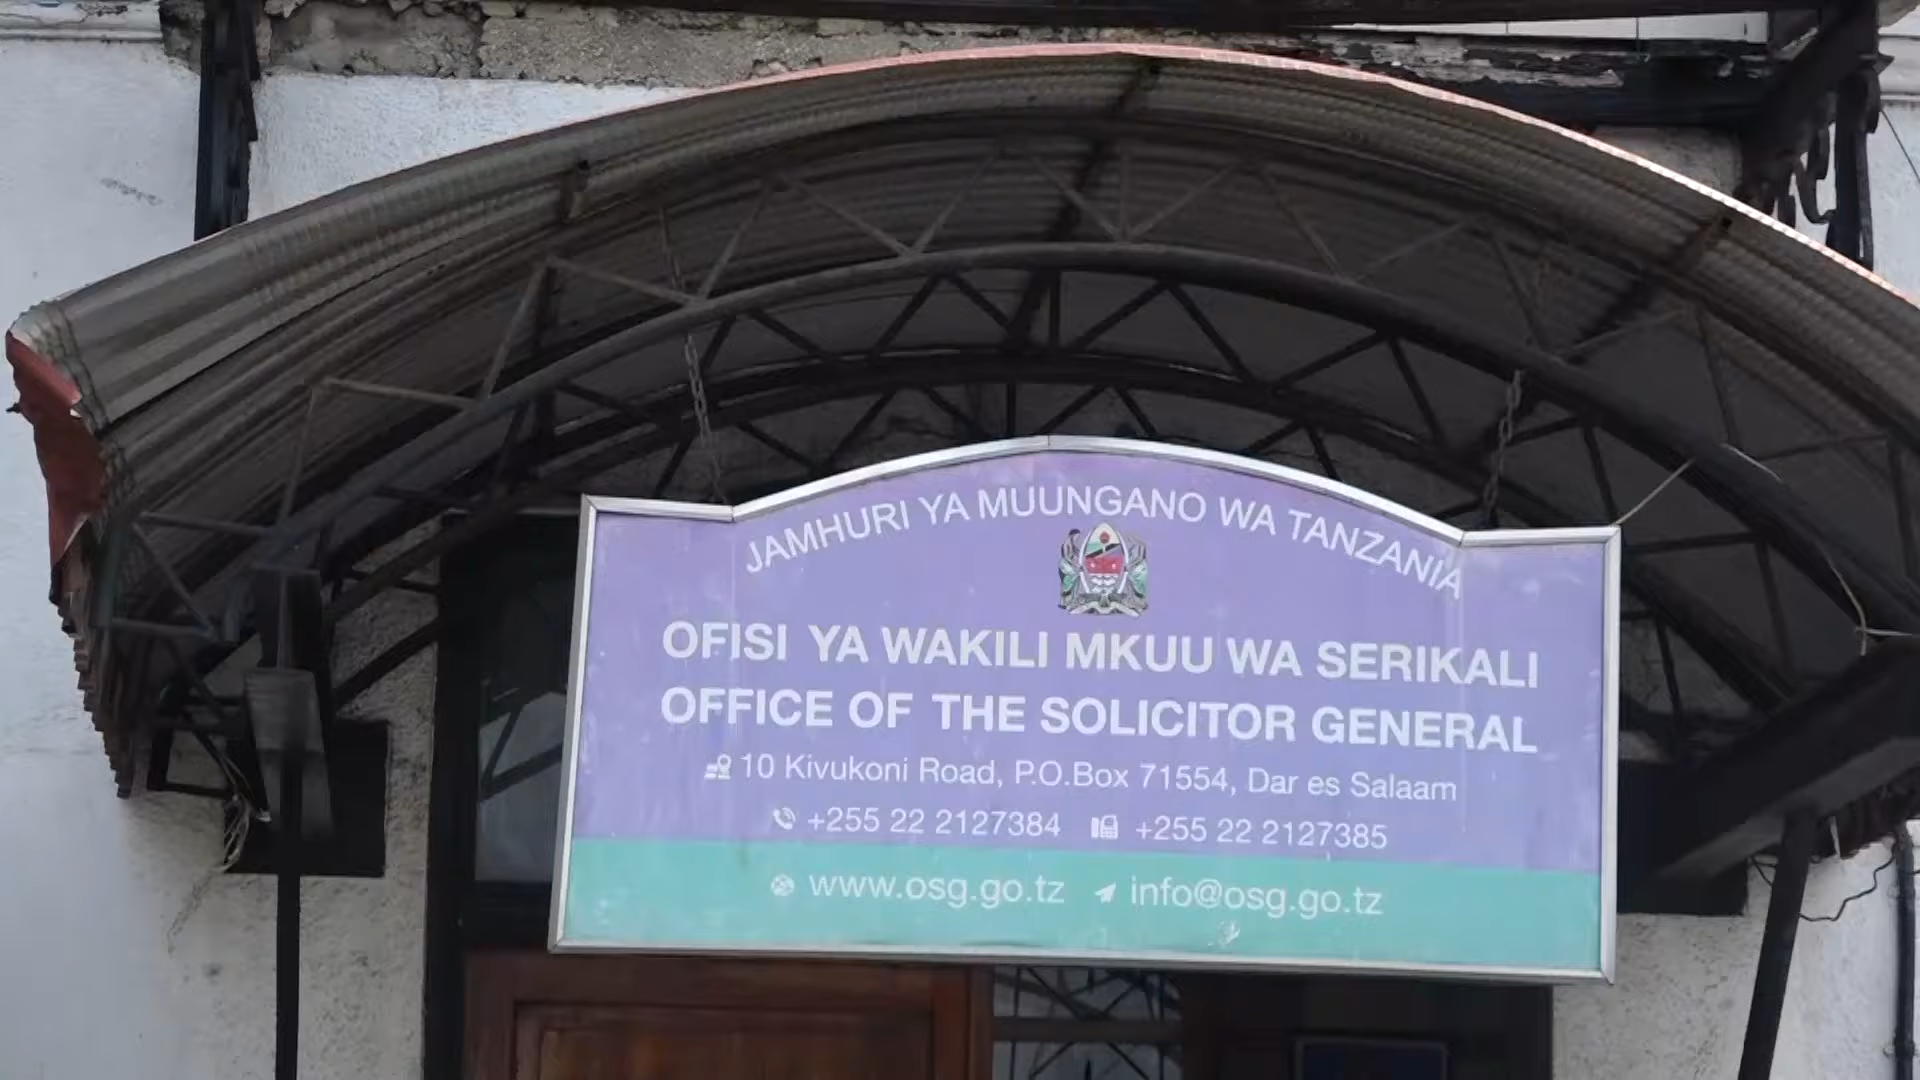 JAMHURI YA MUUNGANO WA TANZANIA
OFISI YA WAKILI MKUU WA SERIKALI
OFFICE OF THE SOLICITOR GENERAL
10 Kivukoni Road, P.O.Box 71554, Dar es Salaam
+255 22 2127384 +255 22 2127385
www.osg.go.tz info@osg.go.tz